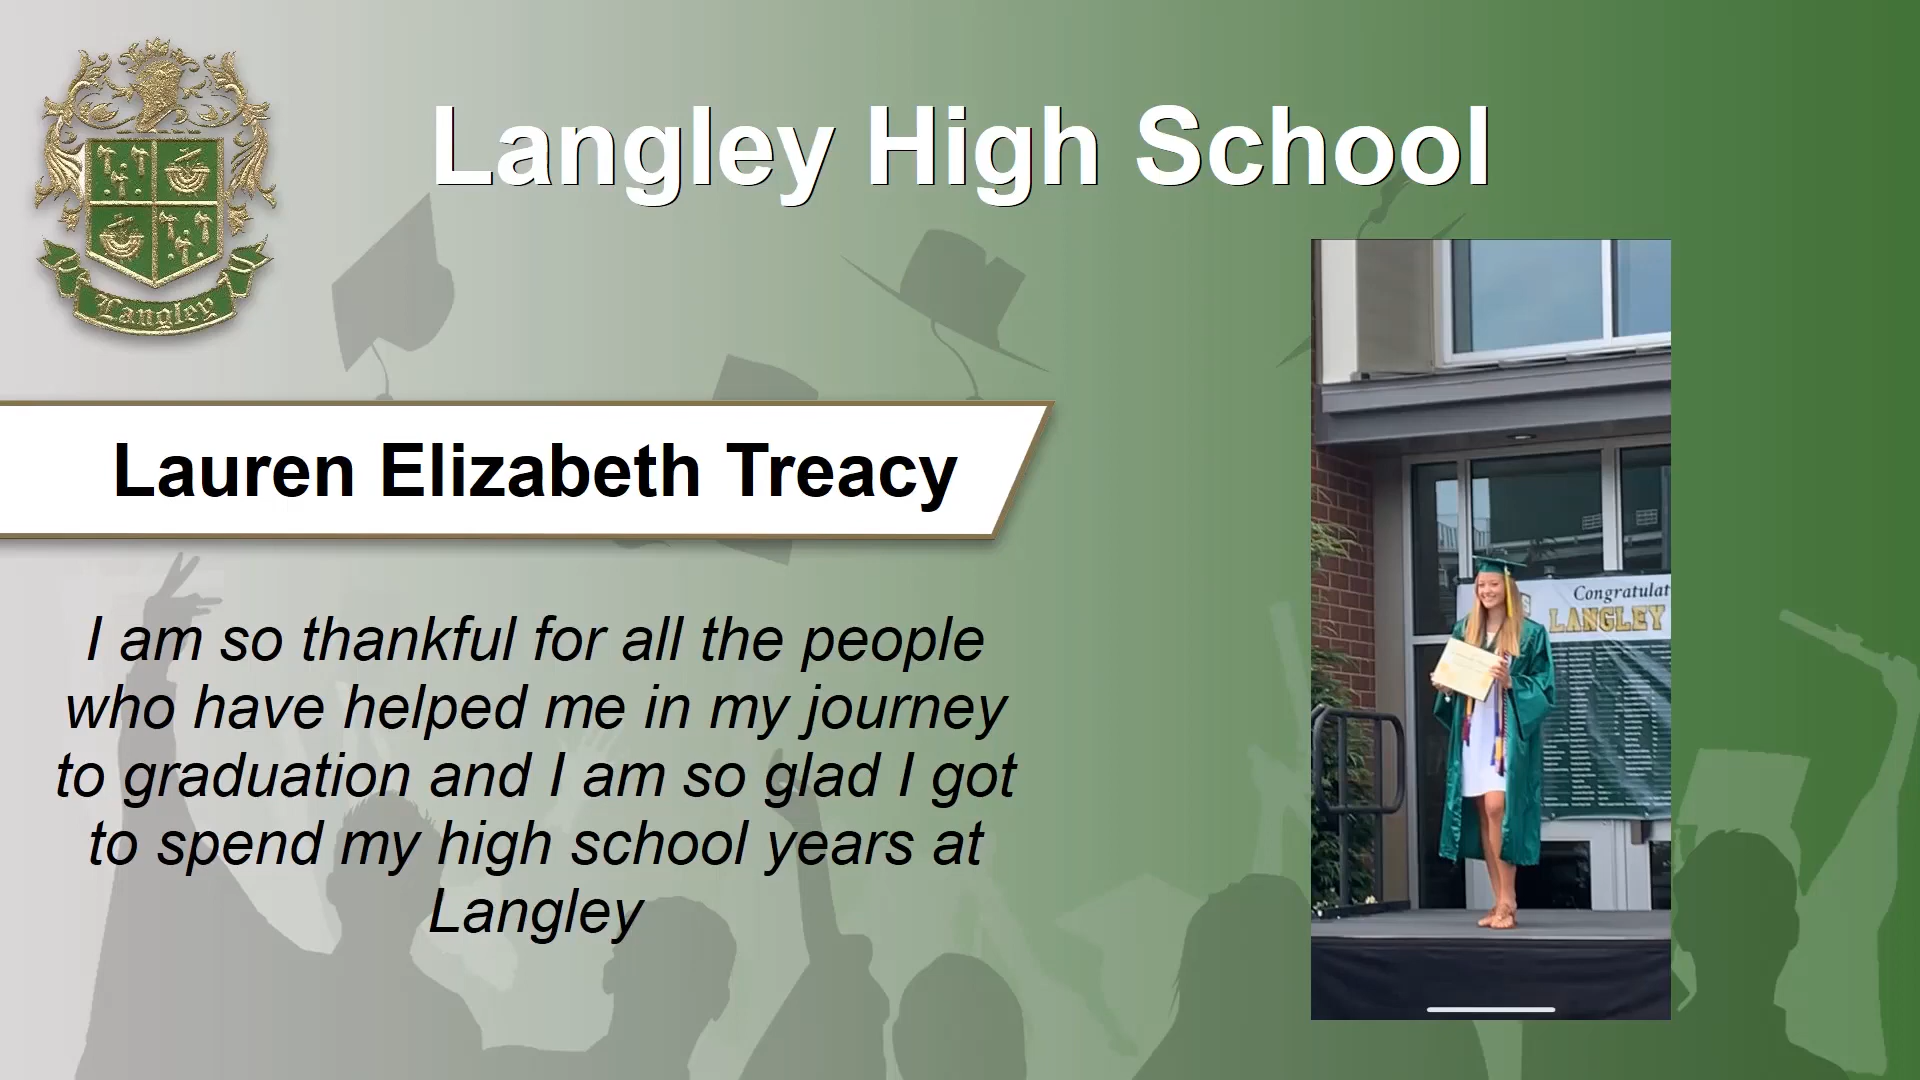 Langley High School
Langley
Lauren Elizabeth Treacy
I am so thankful for all the people
who have helped me in my journey
to graduation and I am so glad I got
to spend my high school years at
Langley
Congratulat
LANGLEY